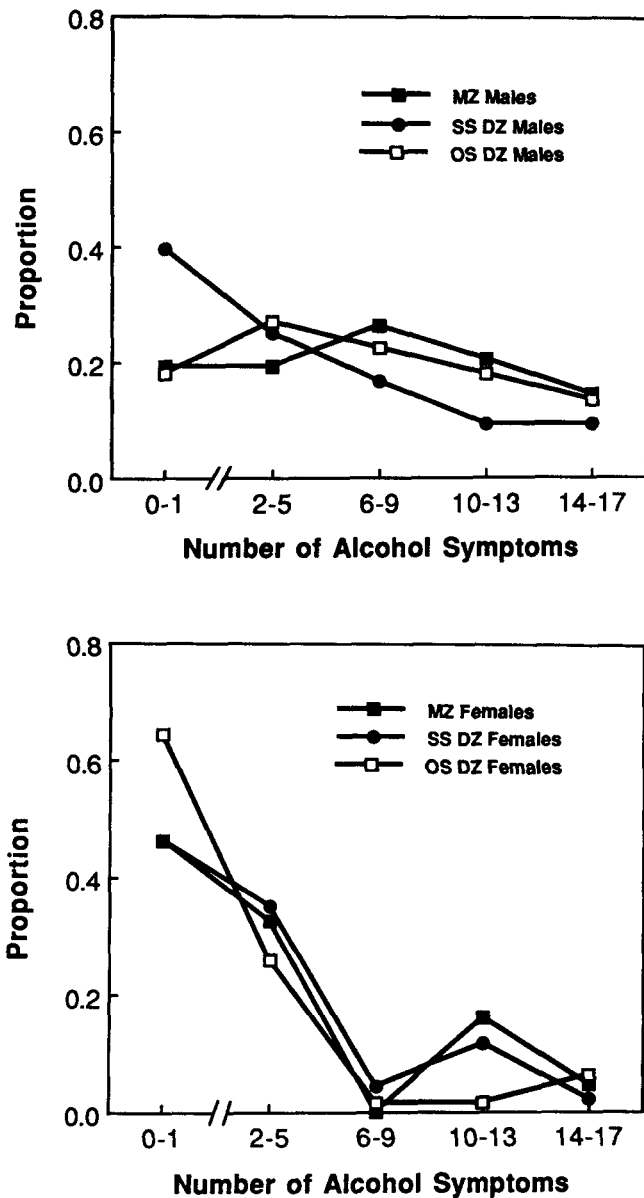 0.8
0.6
0.4
0.2
0.0
Proportion
MZ Males
SS DZ Males
OS DZ Males
0-1 2-5 6-9 10-13 14-17
Number of Alcohol Symptoms
0.8
0.6
0.4
0.2
0.0
Proportion
MZ Females
SS DZ Females
OS DZ Females
0-1 2-5 6-9 10-13 14-17
Number of Alcohol Symptoms